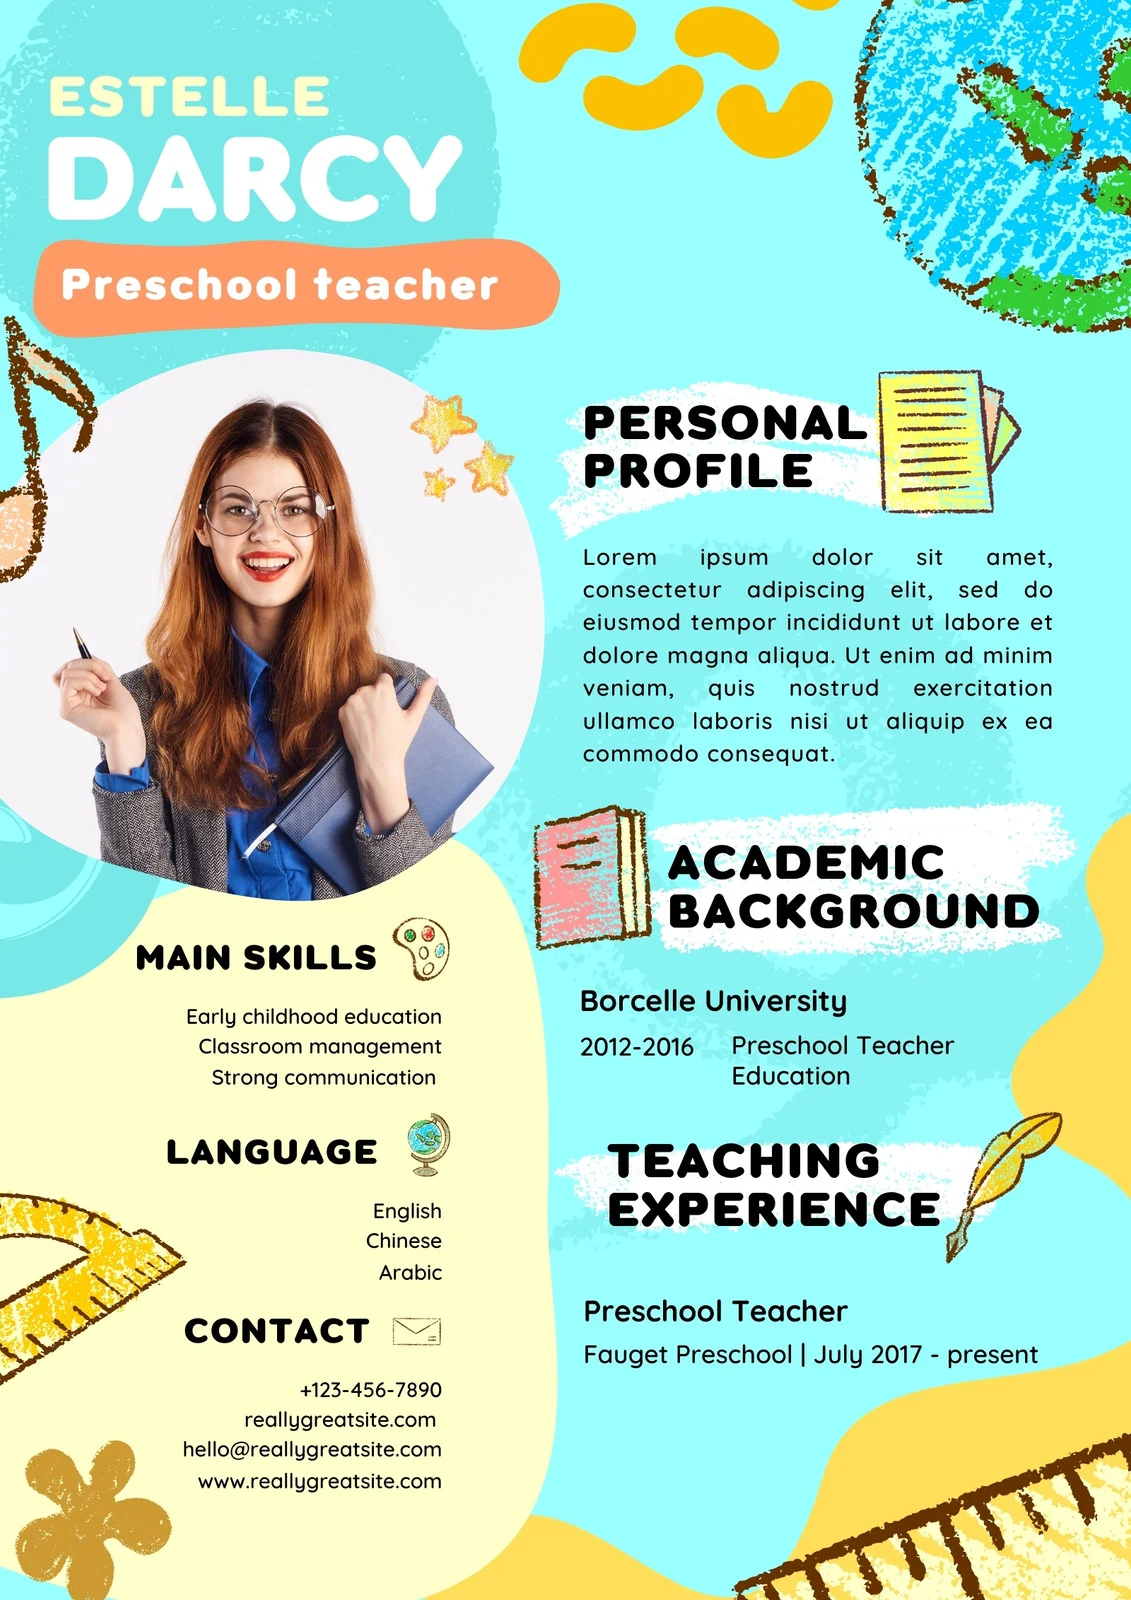 ESTELLE
DARCY
Preschool teacher
PERSONAL
PROFILE
Lorem ipsum dolor sit amet,
consectetur adipiscing elit, sed do
eiusmod tempor incididunt ut labore et
dolore magna aliqua. Ut enim ad minim
veniam, quis nostrud exercitation
ullamco laboris nisi ut aliquip ex ea
commodo consequat.
ACADEMIC
BACKGROUND
Borcelle University
2012-2016 Preschool Teacher
Education
TEACHING
EXPERIENCE
Preschool Teacher
Fauget Preschool | July 2017 - present
MAIN SKILLS
Early childhood education
Classroom management
Strong communication
LANGUAGE
English
Chinese
Arabic
CONTACT
+123-456-7890
reallygreatsite.com
hello@reallygreatsite.com
www.reallygreatsite.com